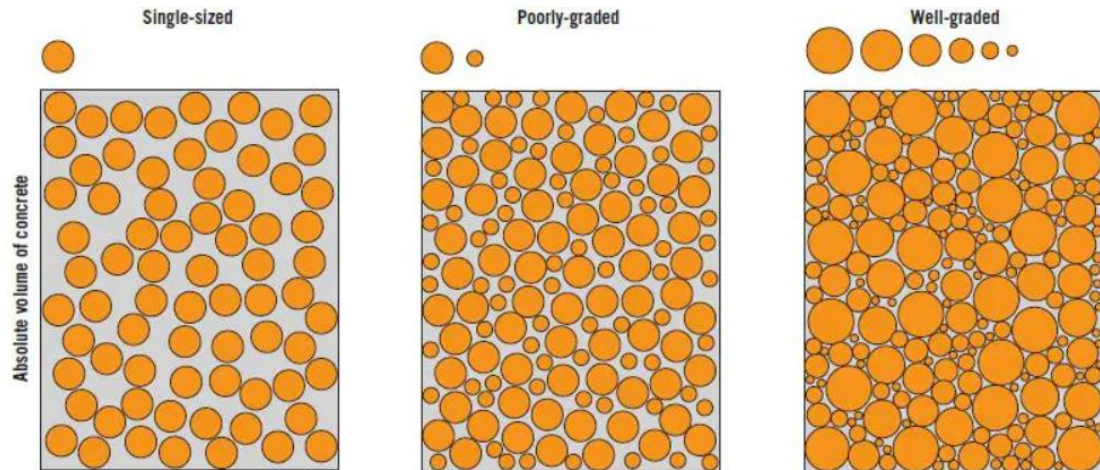 Single-sized
Poorly-graded
Well-graded
Absolute volume of concrete